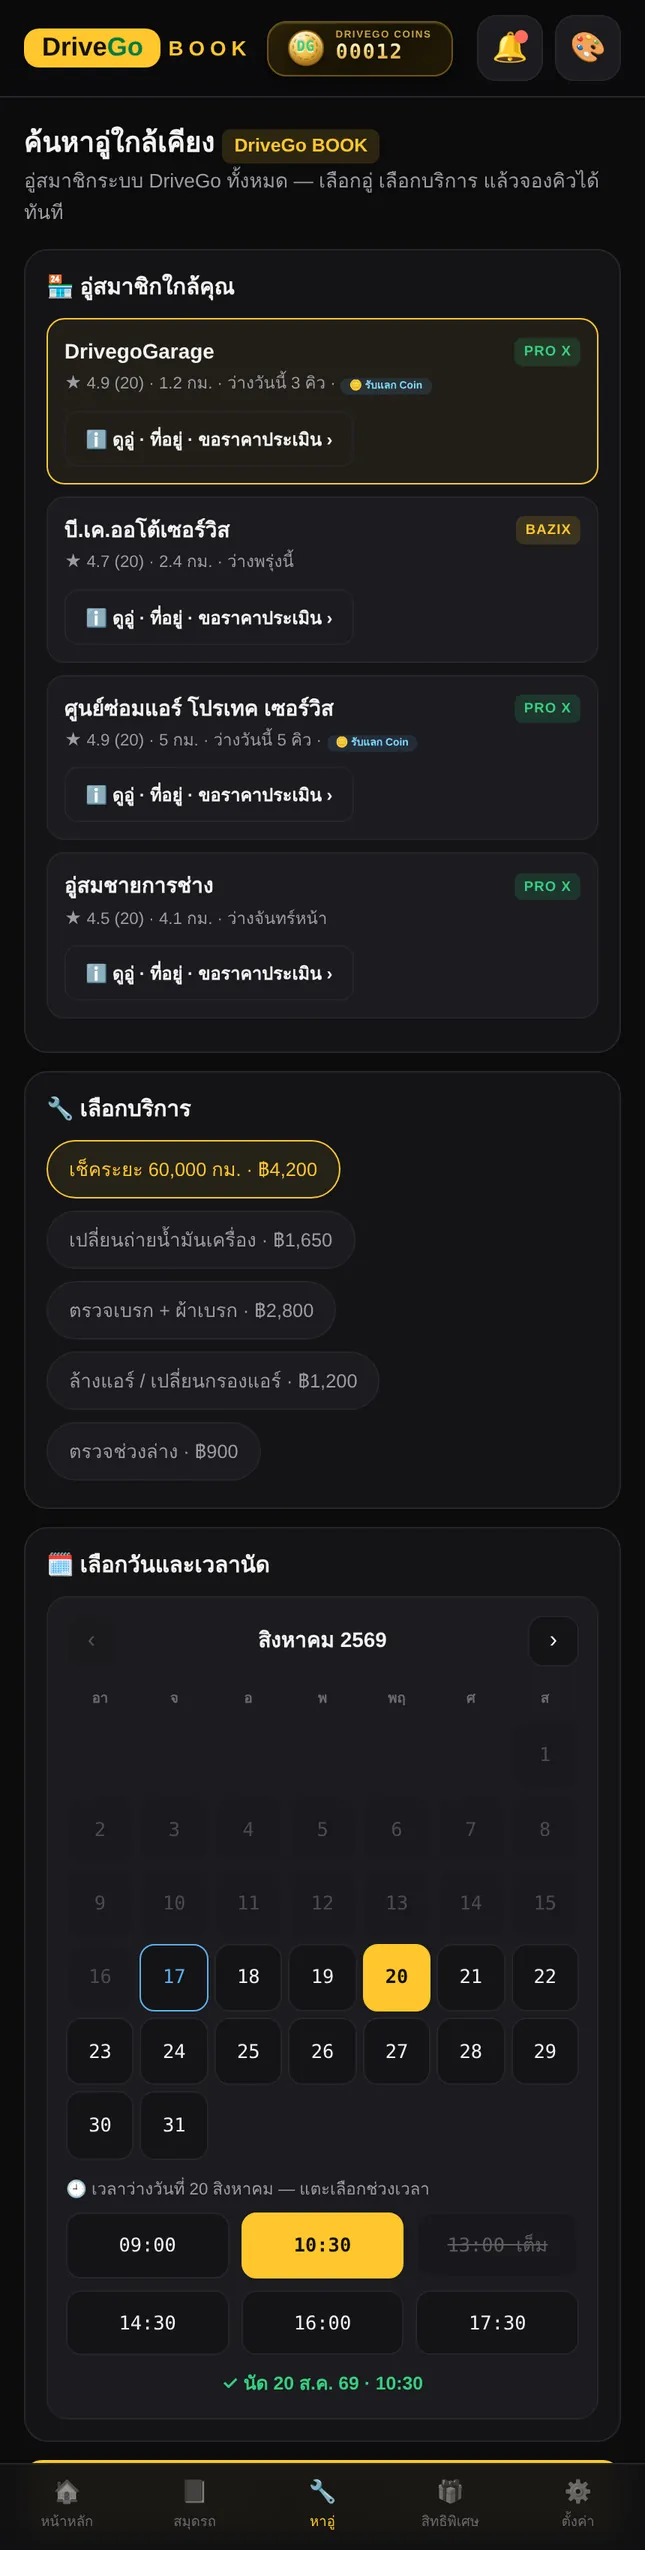 DriveGo BOOK
DG
DRIVEGO COINS
00012
ค้นหาอู่ใกล้เคียง DriveGo BOOK
อู่สมาชิกระบบ DriveGo ทั้งหมด — เลือกอู่ เลือกบริการ แล้วจองคิวได้
ทันที
🏪 อู่สมาชิกใกล้คุณ
DrivegoGarage PRO X
★ 4.9 (20) · 1.2 กม. · ว่างวันนี้ 3 คิว · 🪙 รับแลก Coin
ℹ️ ดูอู่ · ที่อยู่ · ขอราคาประเมิน ›
บี.เค.ออโต้เซอร์วิส BAZIX
★ 4.7 (20) · 2.4 กม. · ว่างพรุ่งนี้
ℹ️ ดูอู่ · ที่อยู่ · ขอราคาประเมิน ›
ศูนย์ซ่อมแอร์ โปรเทค เซอร์วิส PRO X
★ 4.9 (20) · 5 กม. · ว่างวันนี้ 5 คิว · 🪙 รับแลก Coin
ℹ️ ดูอู่ · ที่อยู่ · ขอราคาประเมิน ›
อู่สมชายการช่าง PRO X
★ 4.5 (20) · 4.1 กม. · ว่างจันทร์หน้า
ℹ️ ดูอู่ · ที่อยู่ · ขอราคาประเมิน ›
🔧 เลือกบริการ
เช็คระยะ 60,000 กม. · ฿4,200
เปลี่ยนถ่ายน้ำมันเครื่อง · ฿1,650
ตรวจเบรก + ผ้าเบรก · ฿2,800
ล้างแอร์ / เปลี่ยนกรองแอร์ · ฿1,200
ตรวจช่วงล่าง · ฿900
🗓️ เลือกวันและเวลานัด
‹ สิงหาคม 2569 ›
อา จ อ พ พฤ ศ ส
1
2 3 4 5 6 7 8
9 10 11 12 13 14 15
16 17 18 19 20 21 22
23 24 25 26 27 28 29
30 31
🕘 เวลาว่างวันที่ 20 สิงหาคม — แตะเลือกช่วงเวลา
09:00 10:30 13:00 เต็ม
14:30 16:00 17:30
✓ นัด 20 ส.ค. 69 · 10:30
หน้าหลัก สมุดรถ หาอู่ สิทธิพิเศษ ตั้งค่า